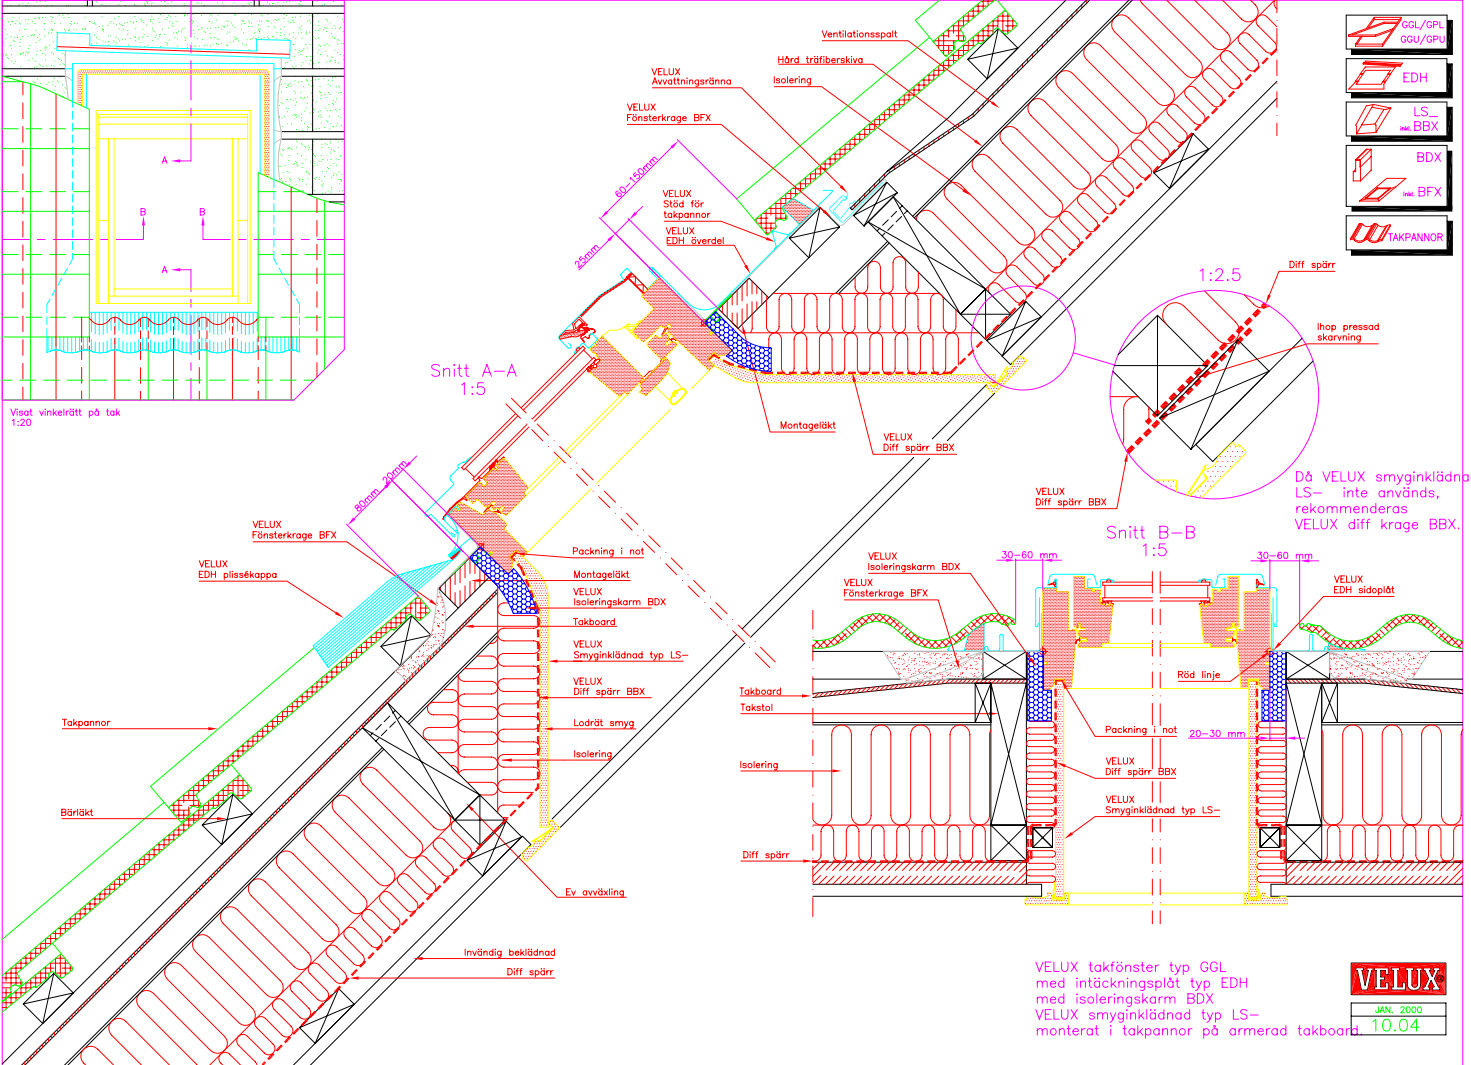 A
B
B
A
Visat vinkelrätt på tak
1:20
Snitt A-A
1:5
Ventilationsspalt
Hård träfiberskiva
Isolering
VELUX
Avvattningsränna
VELUX
Fönsterkrage BFX
60-150mm
25mm
VELUX
Stöd för
takpannor
VELUX
EDH överdel
Montageläkt
VELUX
Diff spärr BBX
80mm
20mm
VELUX
Fönsterkrage BFX
VELUX
EDH plissékappa
Packning i not
Montageläkt
VELUX
Isoleringskarm BDX
Takboard
VELUX
Smyginklädnad typ LS-
VELUX
Diff spärr BBX
Lodrät smyg
Isolering
Takpannor
Bärläkt
Ev avväxling
Invändig beklädnad
Diff spärr
GGL/GPL
GGU/GPU
EDH
LS_
inkl. BBX
BDX
inkl. BFX
TAKPANNOR
1:2.5
Diff spärr
Ihop pressad
skarvning
VELUX
Diff spärr BBX
Då VELUX smyginklädna
LS- inte används,
rekommenderas
VELUX diff krage BBX.
Snitt B-B
1:5
30-60 mm
30-60 mm
VELUX
Isoleringskarm BDX
VELUX
Fönsterkrage BFX
VELUX
EDH sidoplåt
Röd linje
Takboard
Takstol
Packning i not
20-30 mm
Isolering
VELUX
Diff spärr BBX
VELUX
Smyginklädnad typ LS-
Diff spärr
VELUX takfönster typ GGL
med intäckningsplåt typ EDH
med isoleringskarm BDX
VELUX smyginklädnad typ LS-
monterat i takpannor på armerad takboard.
VELUX®
JAN. 2000
10.04